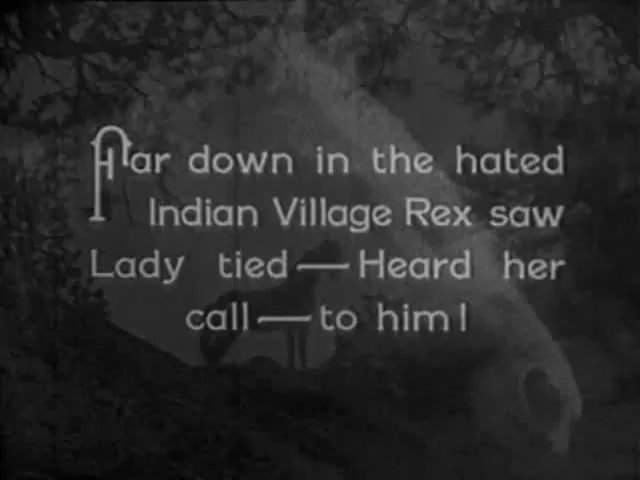 Far down in the hated
Indian Village Rex saw
Lady tied — Heard her
call — to him!